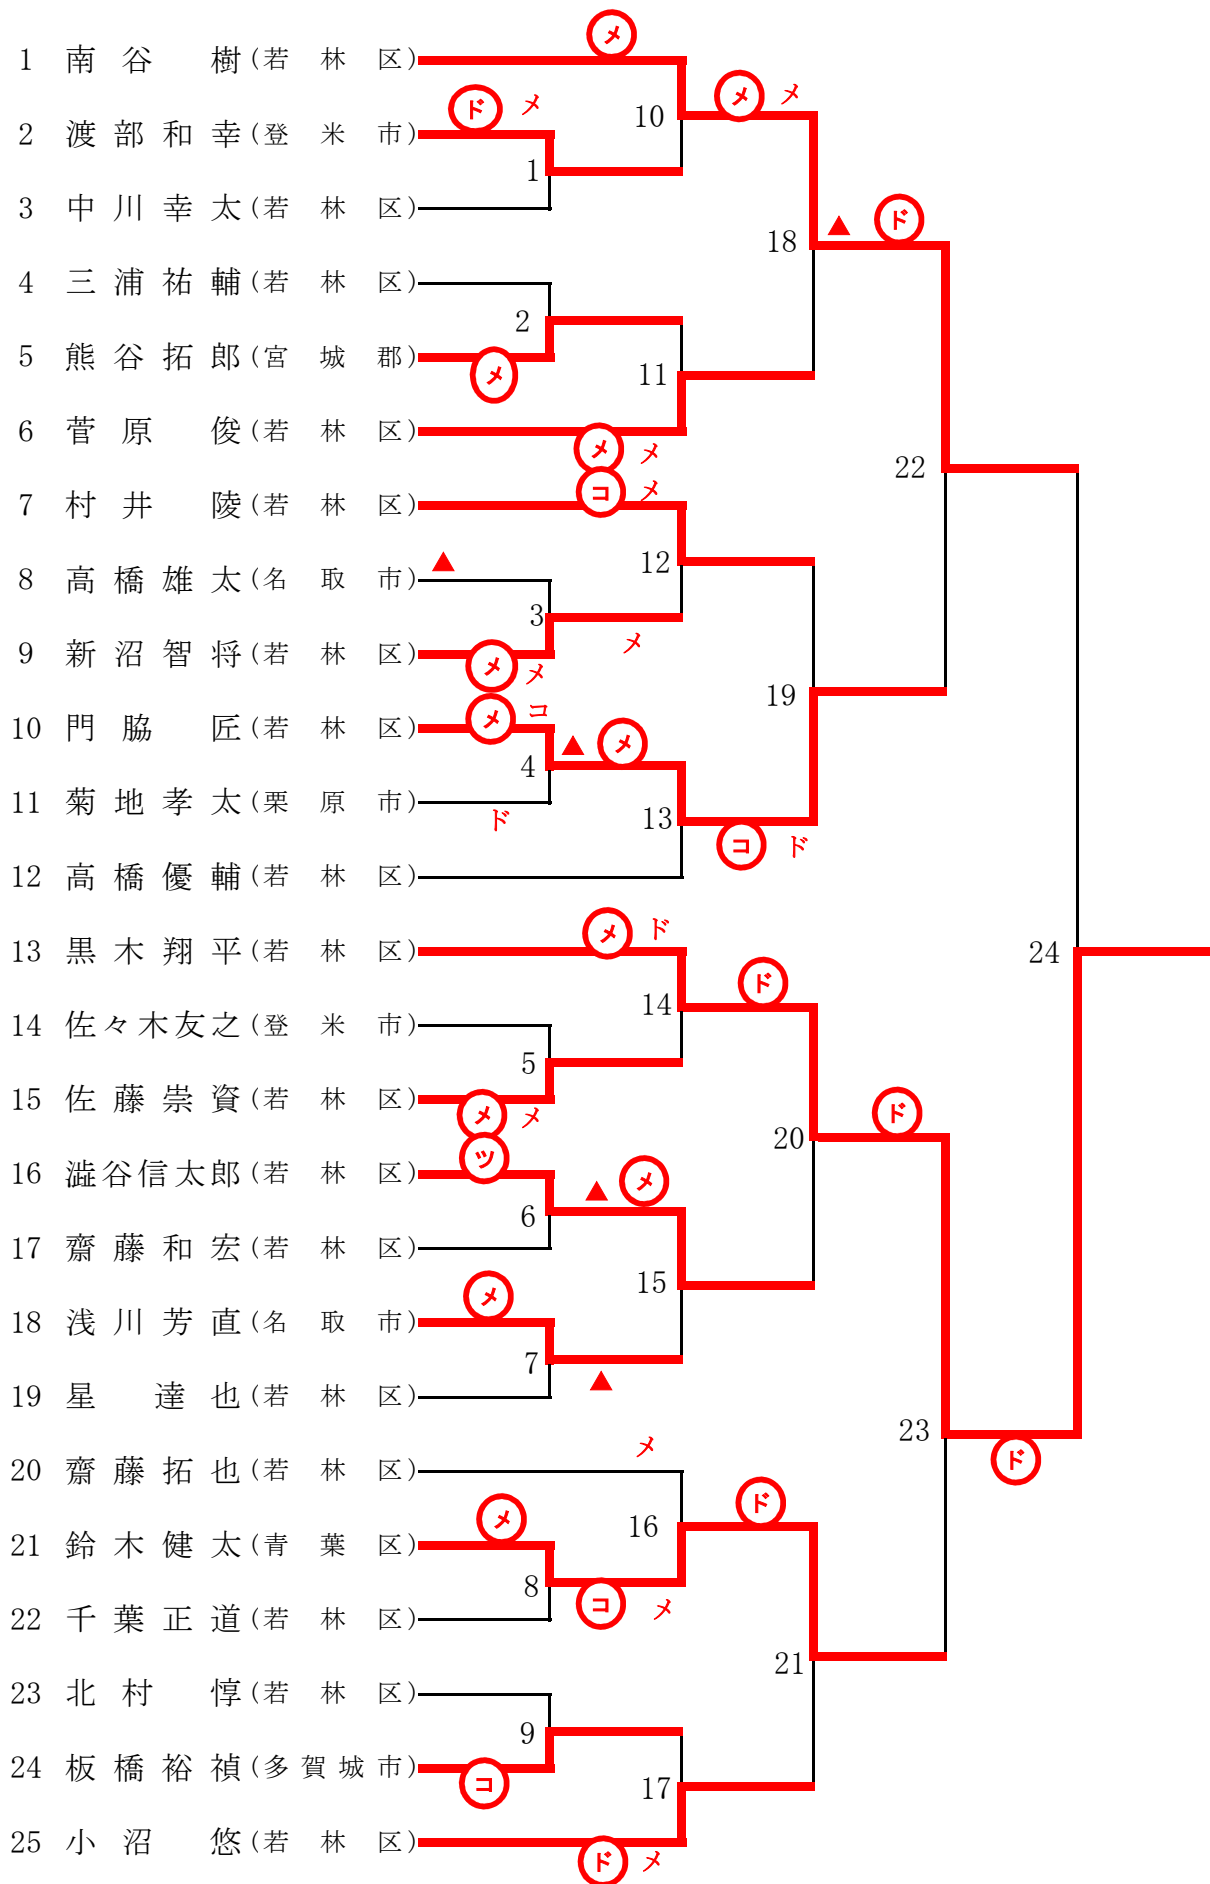 メ
1 南谷 樹(若林区)
メ メ
ド メ
10
2 渡部和幸(登米市)
1
3 中川幸太(若林区)
▲ ド
18
4 三浦祐輔(若林区)
2
5 熊谷拓郎(宮城郡)
メ
11
6 菅原 俊(若林区)
メ メ
22
コ メ
7 村井 陵(若林区)
▲
12
8 高橋雄太(名取市)
3
メ
9 新沼智将(若林区)
メ メ
19
メ コ
10 門脇 匠(若林区)
▲ メ
4
11 菊地孝太(栗原市)
ド
13
コ ド
12 高橋優輔(若林区)
メ ド
13 黒木翔平(若林区)
24
ド
14
14 佐々木友之(登米市)
5
15 佐藤崇資(若林区)
メ メ
ド
20
ツ
16 澁谷信太郎(若林区)
▲ メ
6
17 齋藤和宏(若林区)
15
メ
18 浅川芳直(名取市)
7
▲
19 星 達也(若林区)
23
メ
ド
20 齋藤拓也(若林区)
ド
メ
16
21 鈴木健太(青葉区)
8
コ メ
22 千葉正道(若林区)
21
23 北村 惇(若林区)
9
24 板橋裕禎(多賀城市)
コ
17
25 小沼 悠(若林区)
ド メ